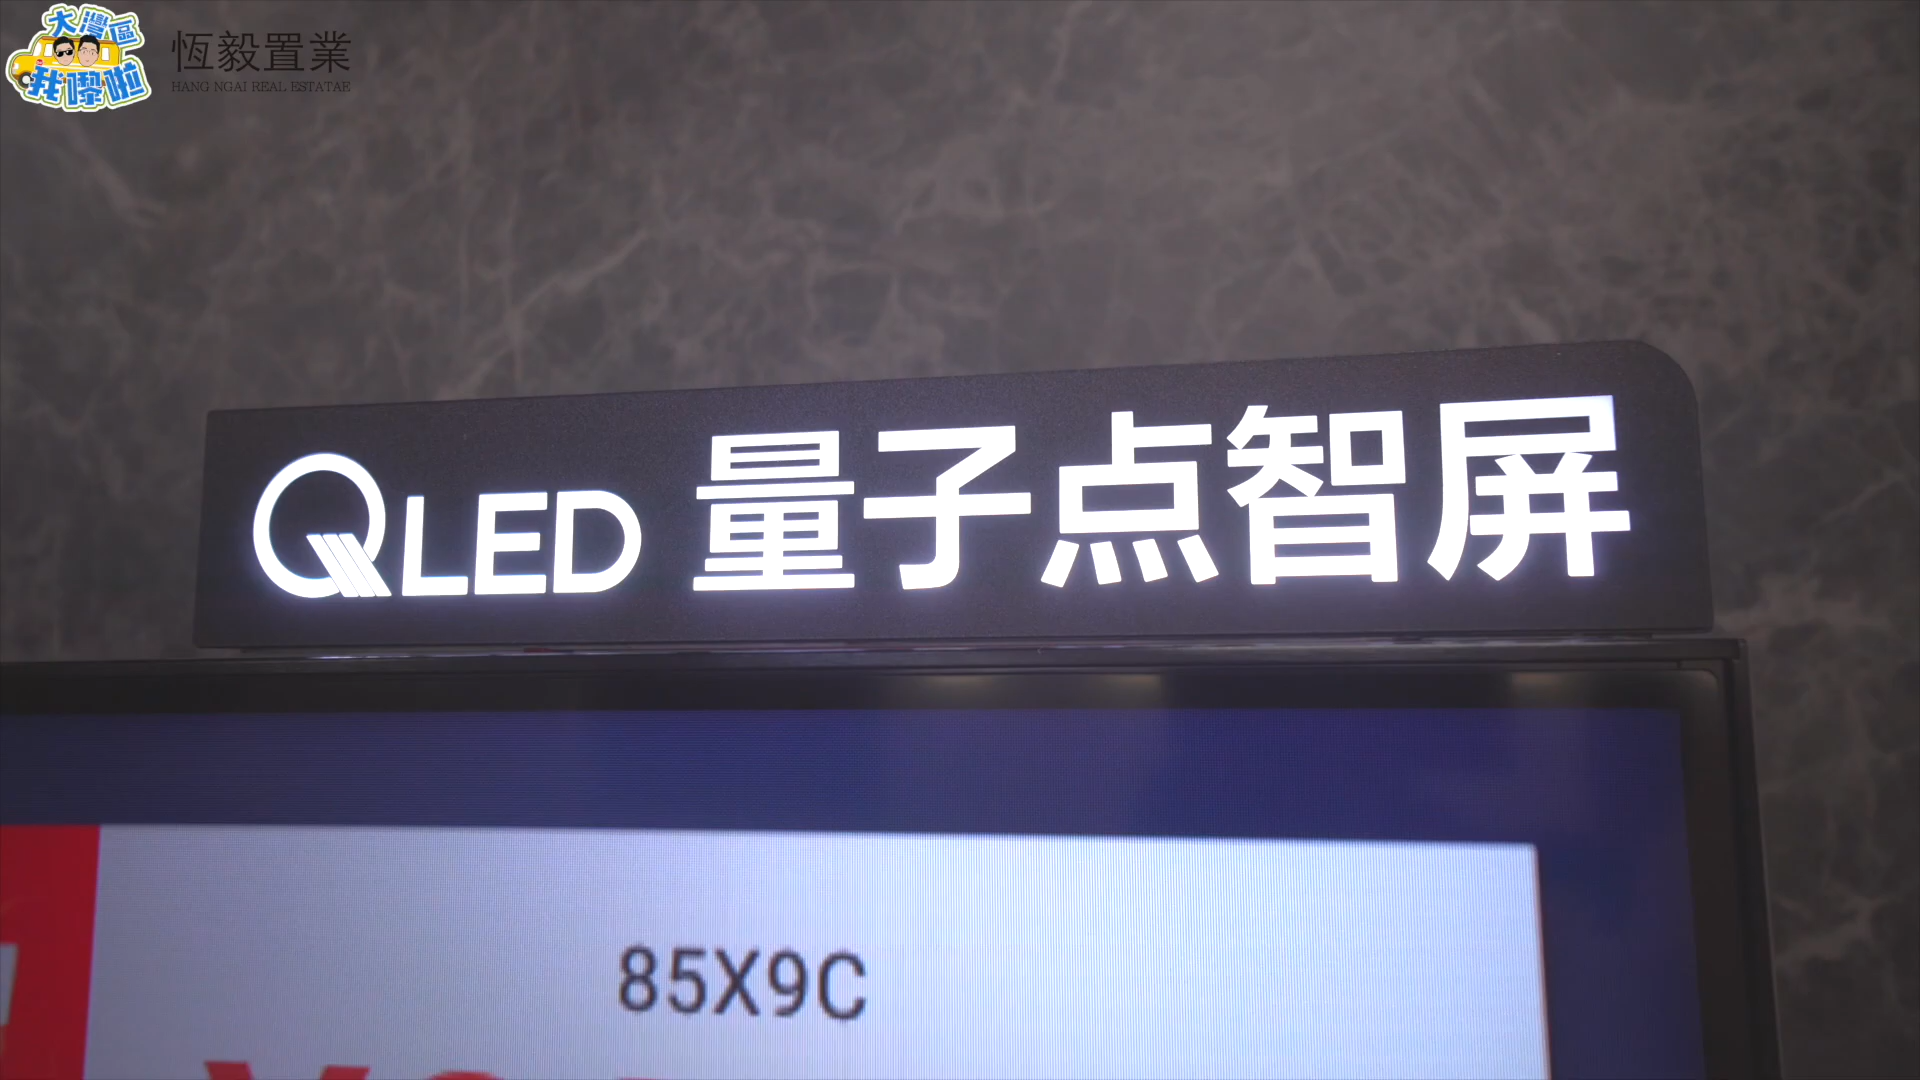 大灣區
我嚟啦
恆毅置業
HANG NGAI REAL ESTATAE
QLED 量子点智屏
85X9C